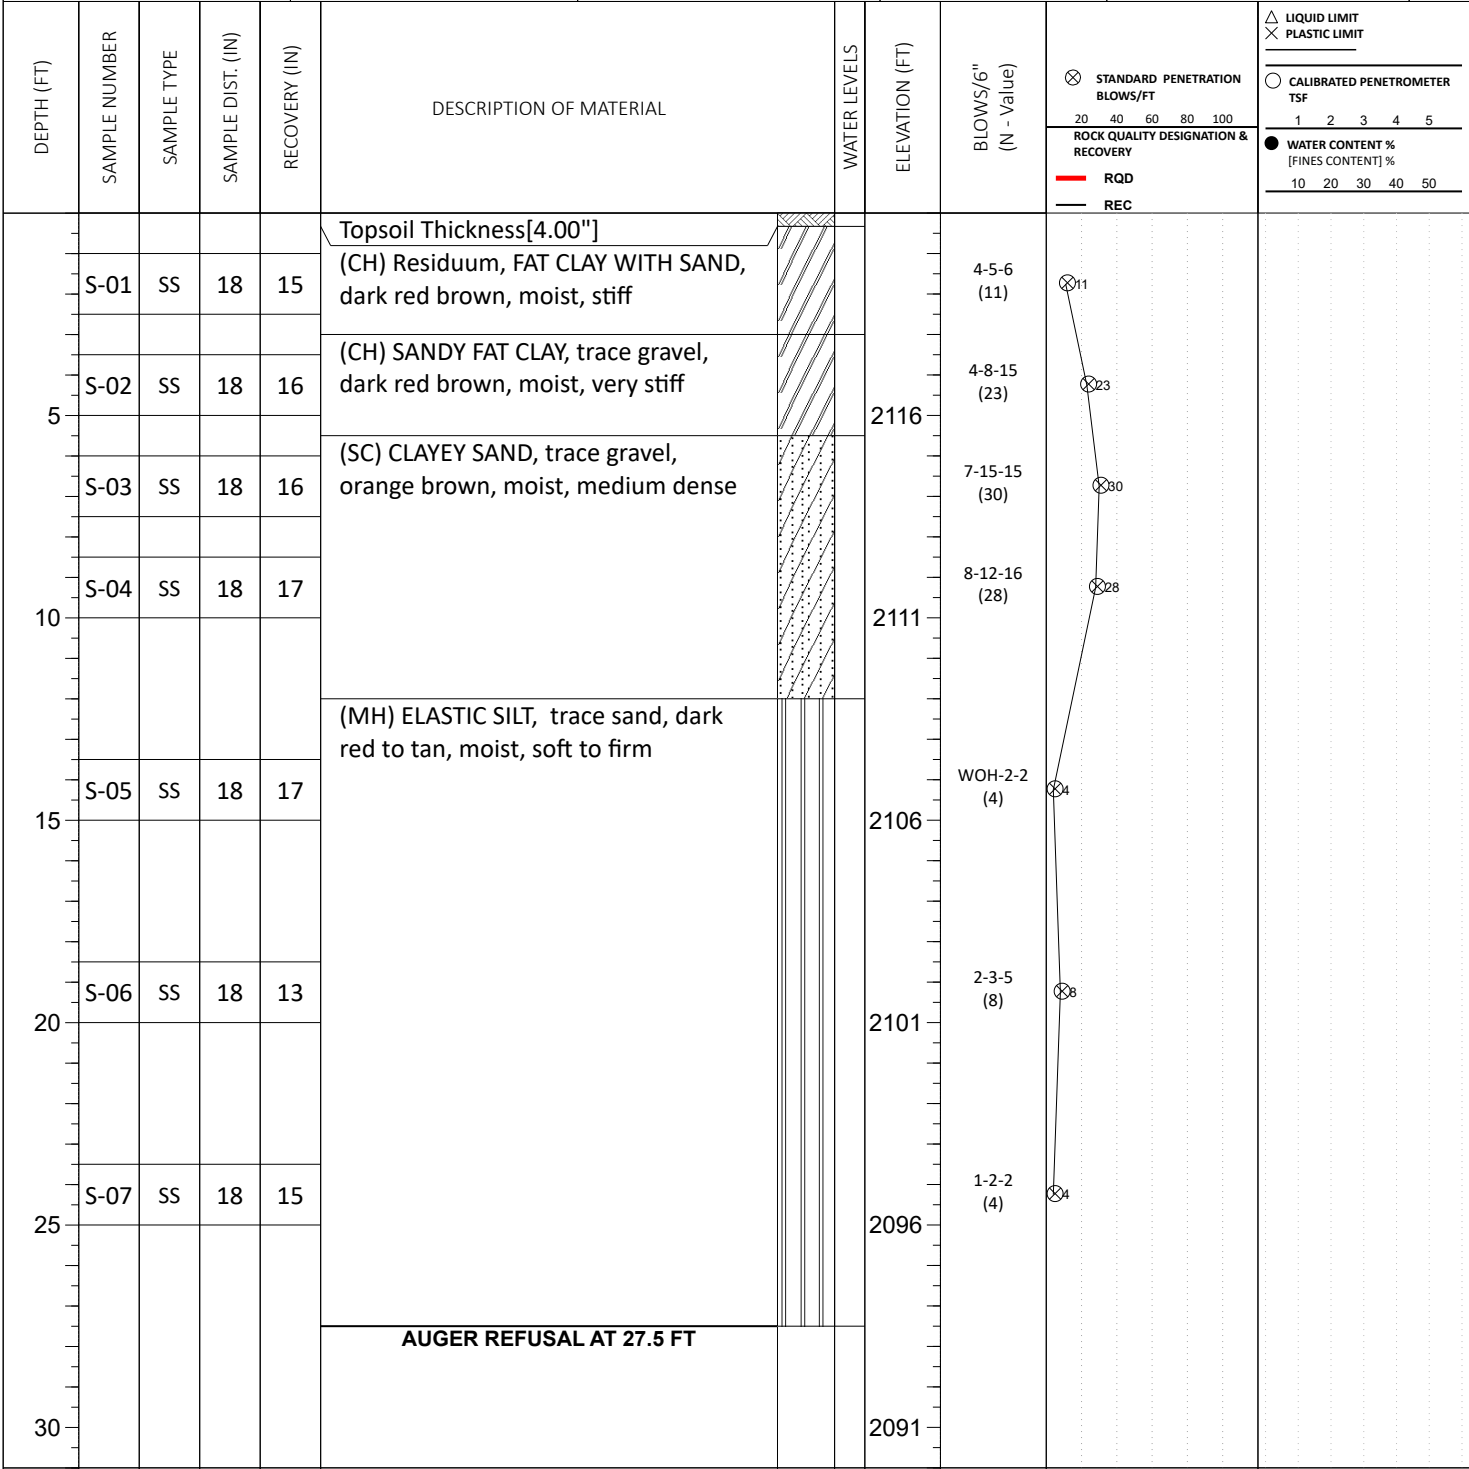 DEPTH (FT)
SAMPLE NUMBER
SAMPLE TYPE
SAMPLE DIST. (IN)
RECOVERY (IN)
DESCRIPTION OF MATERIAL
WATER LEVELS
ELEVATION (FT)
BLOWS/6"
(N - Value)
STANDARD PENETRATION
BLOWS/FT
20 40 60 80 100
ROCK QUALITY DESIGNATION &
RECOVERY
RQD
REC
LIQUID LIMIT
PLASTIC LIMIT
CALIBRATED PENETROMETER
TSF
1 2 3 4 5
WATER CONTENT %
[FINES CONTENT] %
10 20 30 40 50
Topsoil Thickness[4.00"]
S-01 SS 18 15
(CH) Residuum, FAT CLAY WITH SAND,
dark red brown, moist, stiff
4-5-6
(11)
11
S-02 SS 18 16
(CH) SANDY FAT CLAY, trace gravel,
dark red brown, moist, very stiff
4-8-15
(23)
23
5 2116
S-03 SS 18 16
(SC) CLAYEY SAND, trace gravel,
orange brown, moist, medium dense
7-15-15
(30)
30
S-04 SS 18 17
8-12-16
(28)
28
10 2111
(MH) ELASTIC SILT, trace sand, dark
red to tan, moist, soft to firm
S-05 SS 18 17
WOH-2-2
(4)
4
15 2106
S-06 SS 18 13
2-3-5
(8)
8
20 2101
S-07 SS 18 15
1-2-2
(4)
4
25 2096
AUGER REFUSAL AT 27.5 FT
30 2091